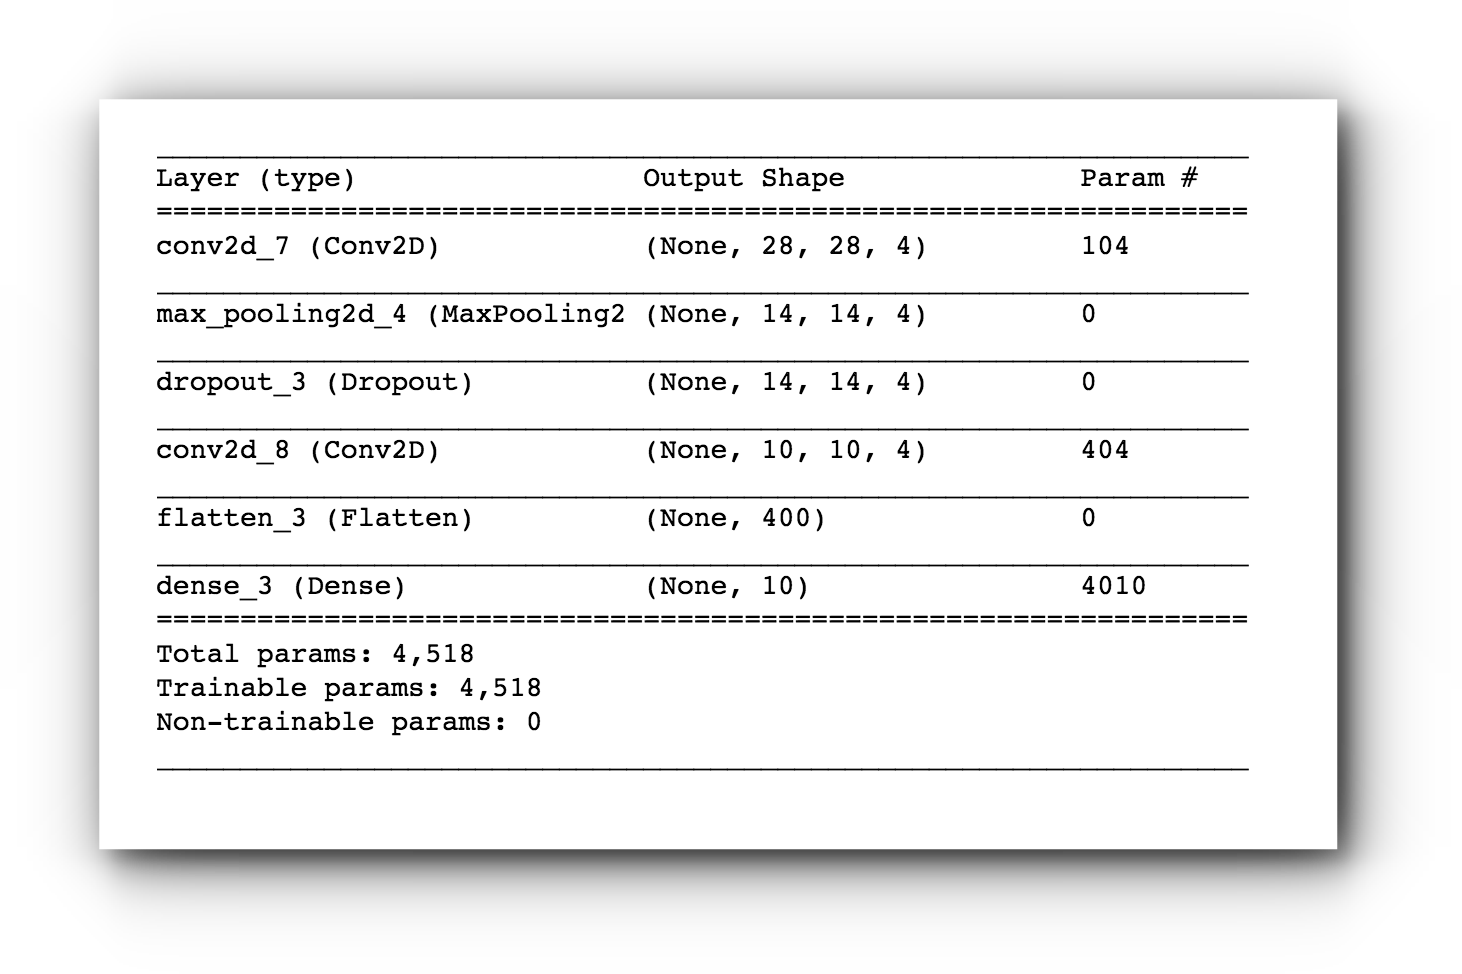 Layer (type) Output Shape Param #
=================================================================
conv2d_7 (Conv2D) (None, 28, 28, 4) 104
max_pooling2d_4 (MaxPooling2 (None, 14, 14, 4) 0
dropout_3 (Dropout) (None, 14, 14, 4) 0
conv2d_8 (Conv2D) (None, 10, 10, 4) 404
flatten_3 (Flatten) (None, 400) 0
dense_3 (Dense) (None, 10) 4010
=================================================================
Total params: 4,518
Trainable params: 4,518
Non-trainable params: 0